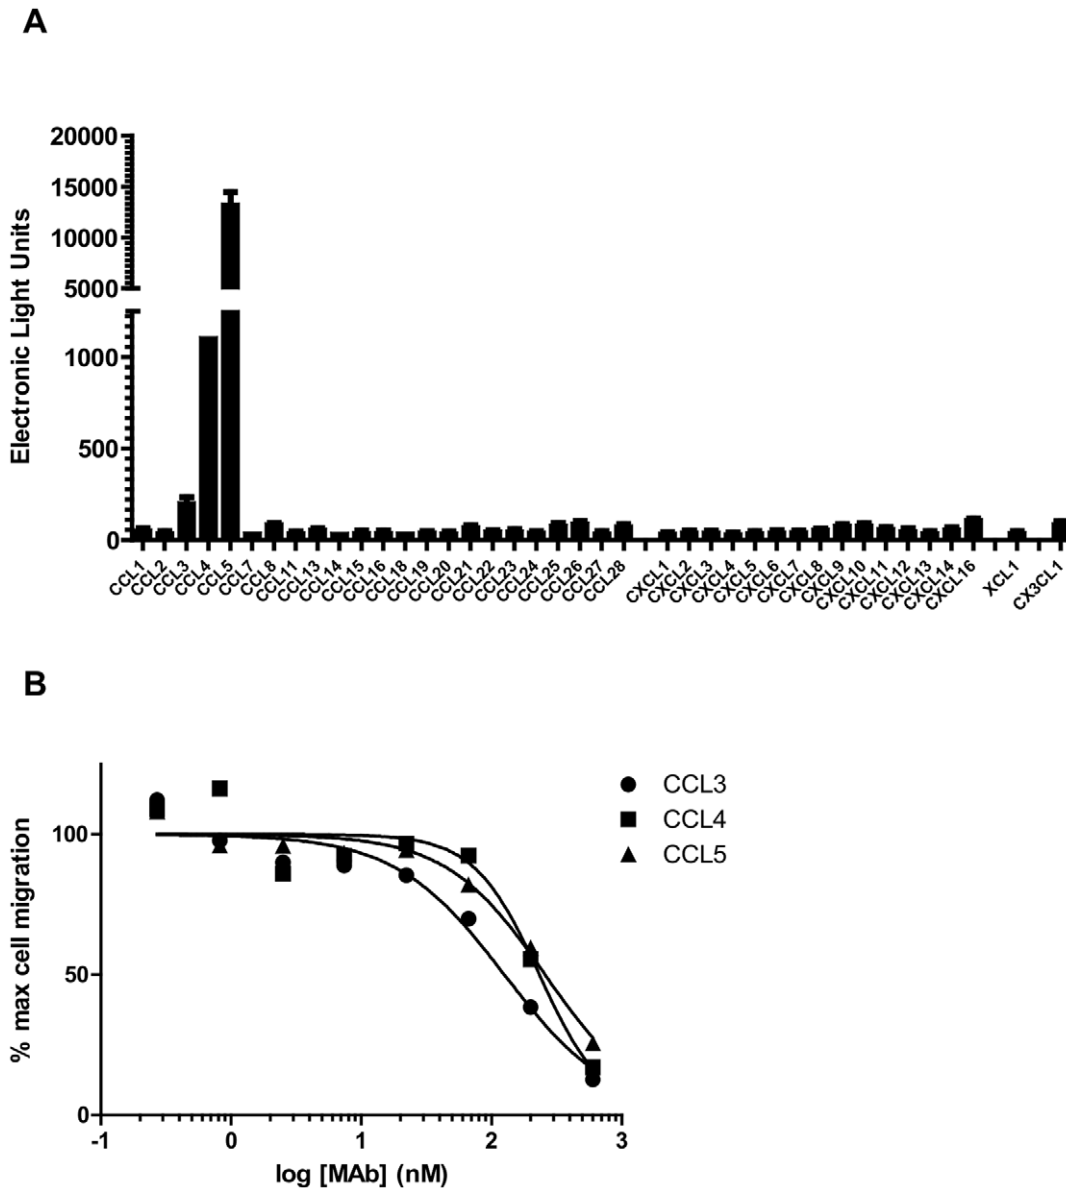 A
Electronic Light Units
20000
15000
10000
5000
1000
500
0
CCL1
CCL2
CCL3
CCL4
CCL5
CCL7
CCL8
CCL11
CCL13
CCL14
CCL15
CCL16
CCL18
CCL19
CCL20
CCL21
CCL22
CCL23
CCL24
CCL25
CCL26
CCL27
CCL28
CXCL1
CXCL2
CXCL3
CXCL4
CXCL5
CXCL6
CXCL7
CXCL8
CXCL9
CXCL10
CXCL11
CXCL12
CXCL13
CXCL14
CXCL16
XCL1
CX3CL1
B
% max cell migration
100
50
0
-1
0
1
2
3
log [MAb] (nM)
CCL3
CCL4
CCL5